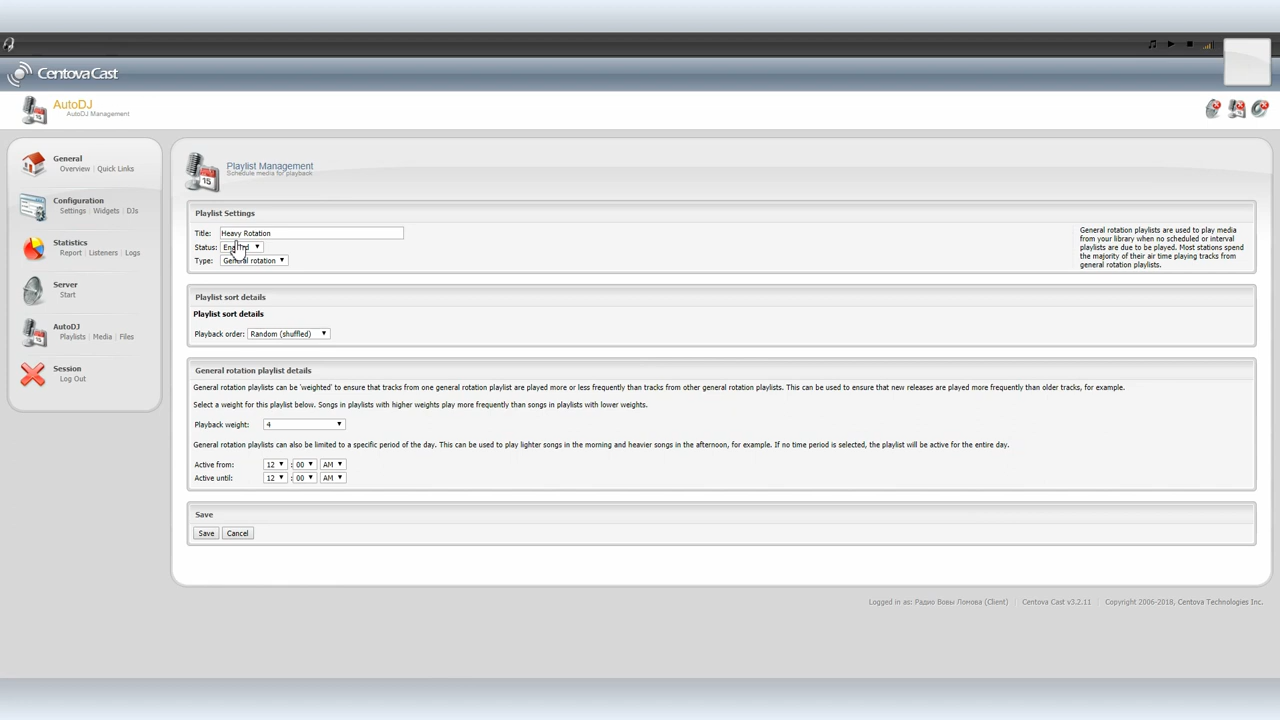 CentovaCast
AutoDJ
AutoDJ Management
General
Overview | Quick Links
Configuration
Settings | Widgets | DJs
Statistics
Report | Listeners | Logs
Server
Start
AutoDJ
Playlists | Media | Files
Session
Log Out
15
Playlist Management
Schedule media for playback
Playlist Settings
Title: Heavy Rotation
Status:
Type: General rotation
General rotation playlists are used to play media
from your library when no scheduled or interval
playlists are due to be played. Most stations spend
the majority of their air time playing tracks from
general rotation playlists.
Playlist sort details
Playlist sort details
Playback order: Random (shuffled)
General rotation playlist details
General rotation playlists can be 'weighted' to ensure that tracks from one general rotation playlist are played more or less frequently than tracks from other general rotation playlists. This can be used to ensure that new releases are played more frequently than older tracks, for example.
Select a weight for this playlist below. Songs in playlists with higher weights play more frequently than songs in playlists with lower weights.
Playback weight: 4
General rotation playlists can also be limited to a specific period of the day. This can be used to play lighter songs in the morning and heavier songs in the afternoon, for example. If no time period is selected, the playlist will be active for the entire day.
Active from: 12 : 00 AM
Active until: 12 : 00 AM
Save
Save Cancel
Logged in as: Радио Вовы Ломова (Client) | Centova Cast v3.2.11 | Copyright 2006-2018, Centova Technologies Inc.